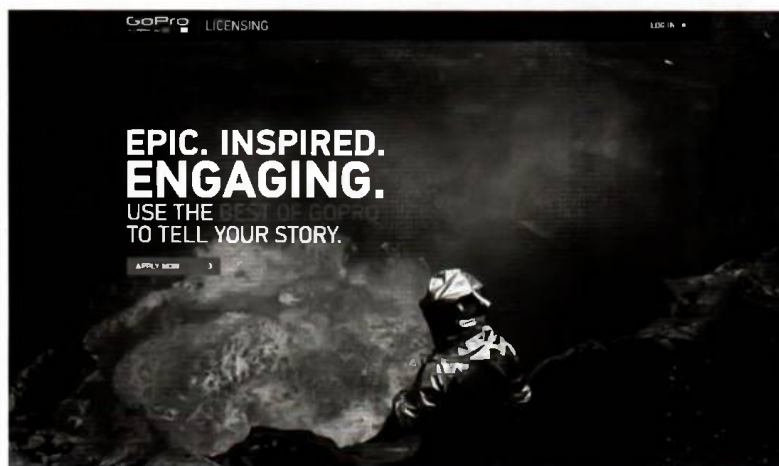 GoPro LICENSING
LOG IN
EPIC. INSPIRED.
ENGAGING.
USE THE BEST OF GOPRO
TO TELL YOUR STORY.
APPLY NOW